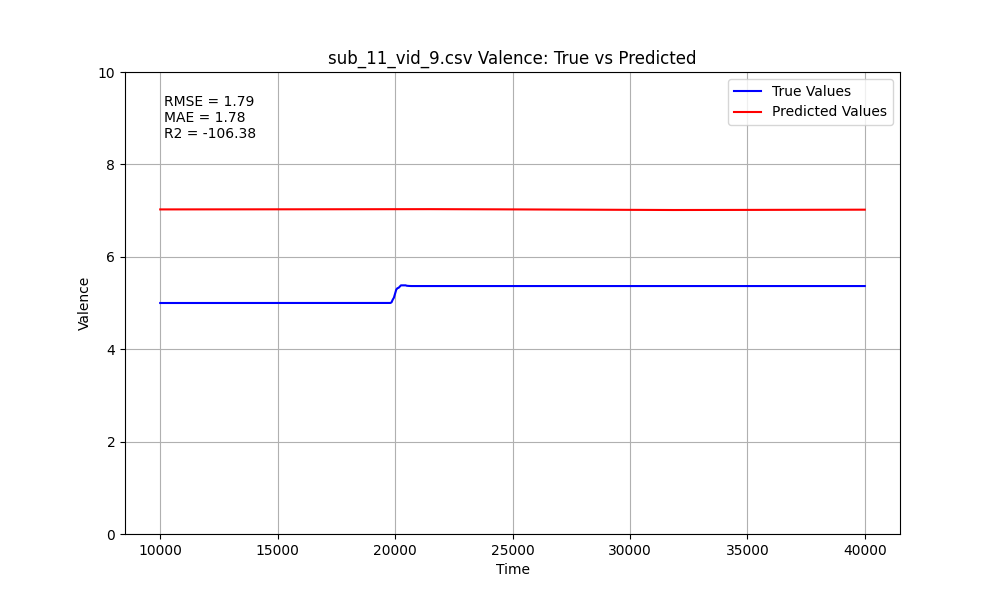 sub_11_vid_9.csv Valence: True vs Predicted
RMSE = 1.79
MAE = 1.78
R2 = -106.38
True Values
Predicted Values
Valence
10
8
6
4
2
0
10000
15000
20000
25000
30000
35000
40000
Time